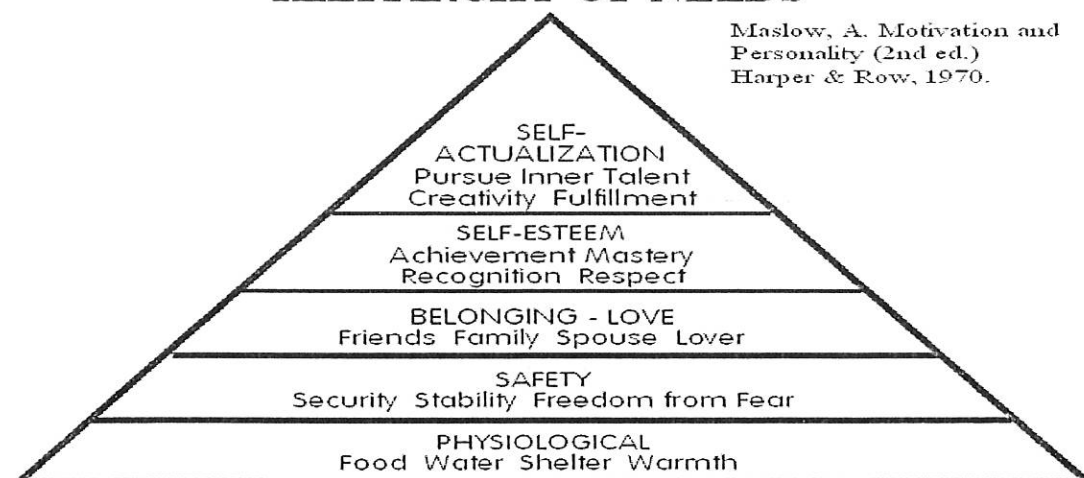 OF NEEDS
Maslow, A. Motivation and
Personality (2nd ed.)
Harper & Row, 1970.
SELF-
ACTUALIZATION
Pursue Inner Talent
Creativity Fulfillment
SELF-ESTEEM
Achievement Mastery
Recognition Respect
BELONGING - LOVE
Friends Family Spouse Lover
SAFETY
Security Stability Freedom from Fear
PHYSIOLOGICAL
Food Water Shelter Warmth